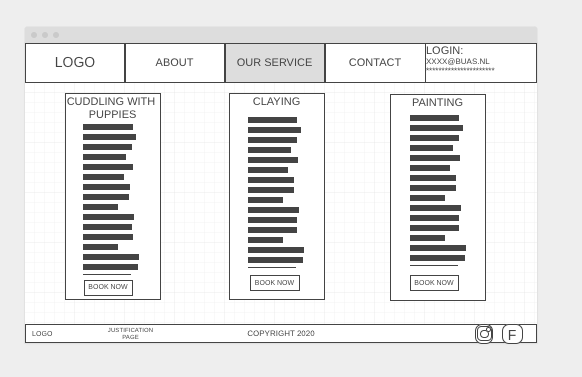 LOGO
ABOUT
OUR SERVICE
CONTACT
LOGIN:
XXXX@BUAS.NL
**********************
CUDDLING WITH
PUPPIES
BOOK NOW
CLAYING
BOOK NOW
PAINTING
BOOK NOW
LOGO
JUSTIFICATION
PAGE
COPYRIGHT 2020
F